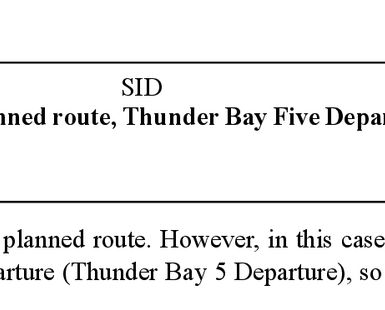 SID
nned route, Thunder Bay Five Depar
planned route. However, in this case
arture (Thunder Bay 5 Departure), so